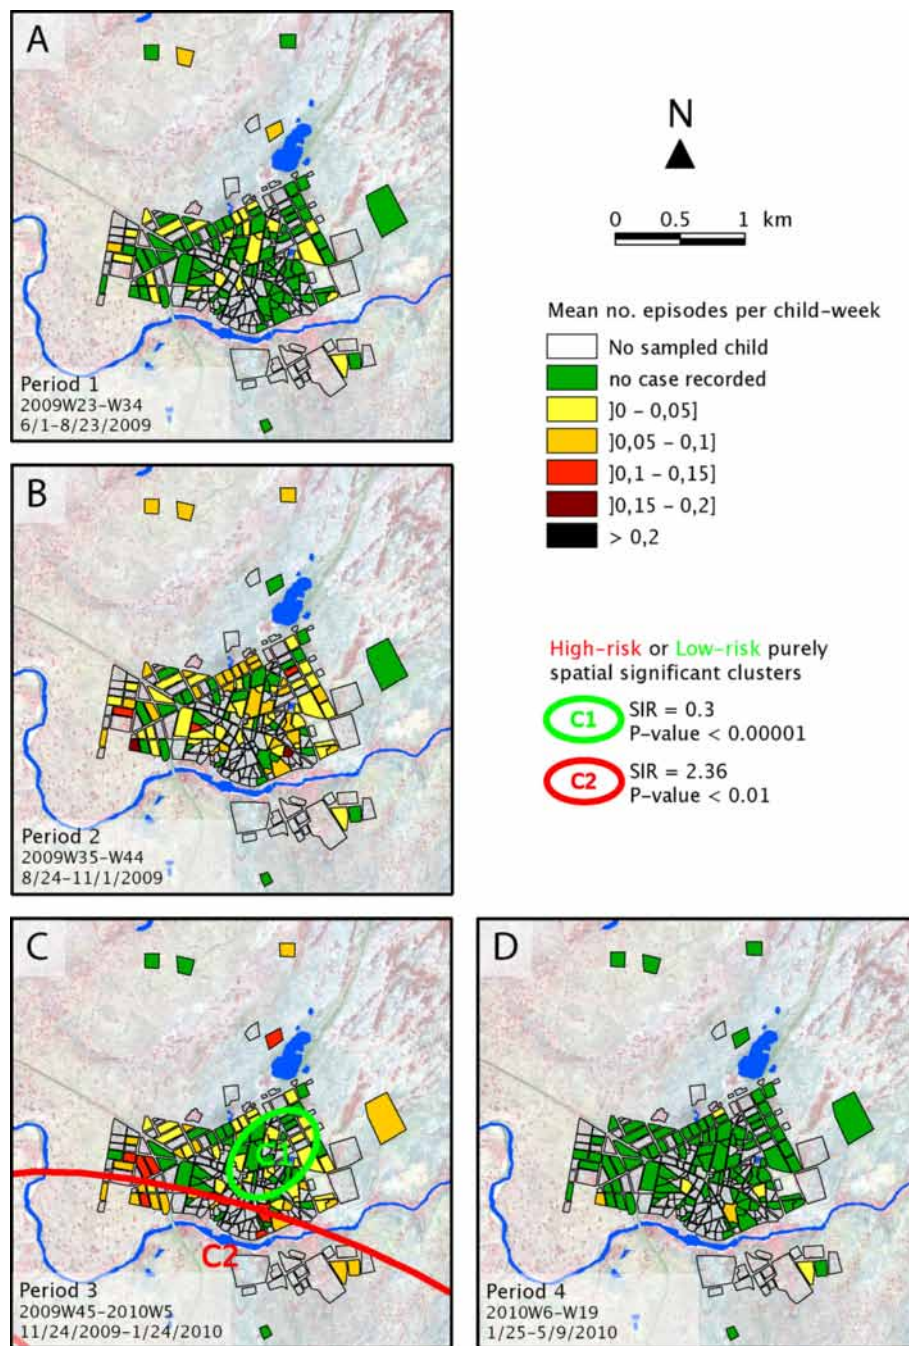 A
Period 1
2009W23-W34
6/1-8/23/2009
N
0 0.5 1 km
Mean no. episodes per child-week
No sampled child
no case recorded
]0 - 0,05]
]0,05 - 0,1]
]0,1 - 0,15]
]0,15 - 0,2]
> 0,2
B
Period 2
2009W35-W44
8/24-11/1/2009
High-risk or Low-risk purely
spatial significant clusters
C1
SIR = 0.3
P-value < 0.00001
C2
SIR = 2.36
P-value < 0.01
C
C1
C2
Period 3
2009W45-2010W5
11/24/2009-1/24/2010
D
Period 4
2010W6-W19
1/25-5/9/2010